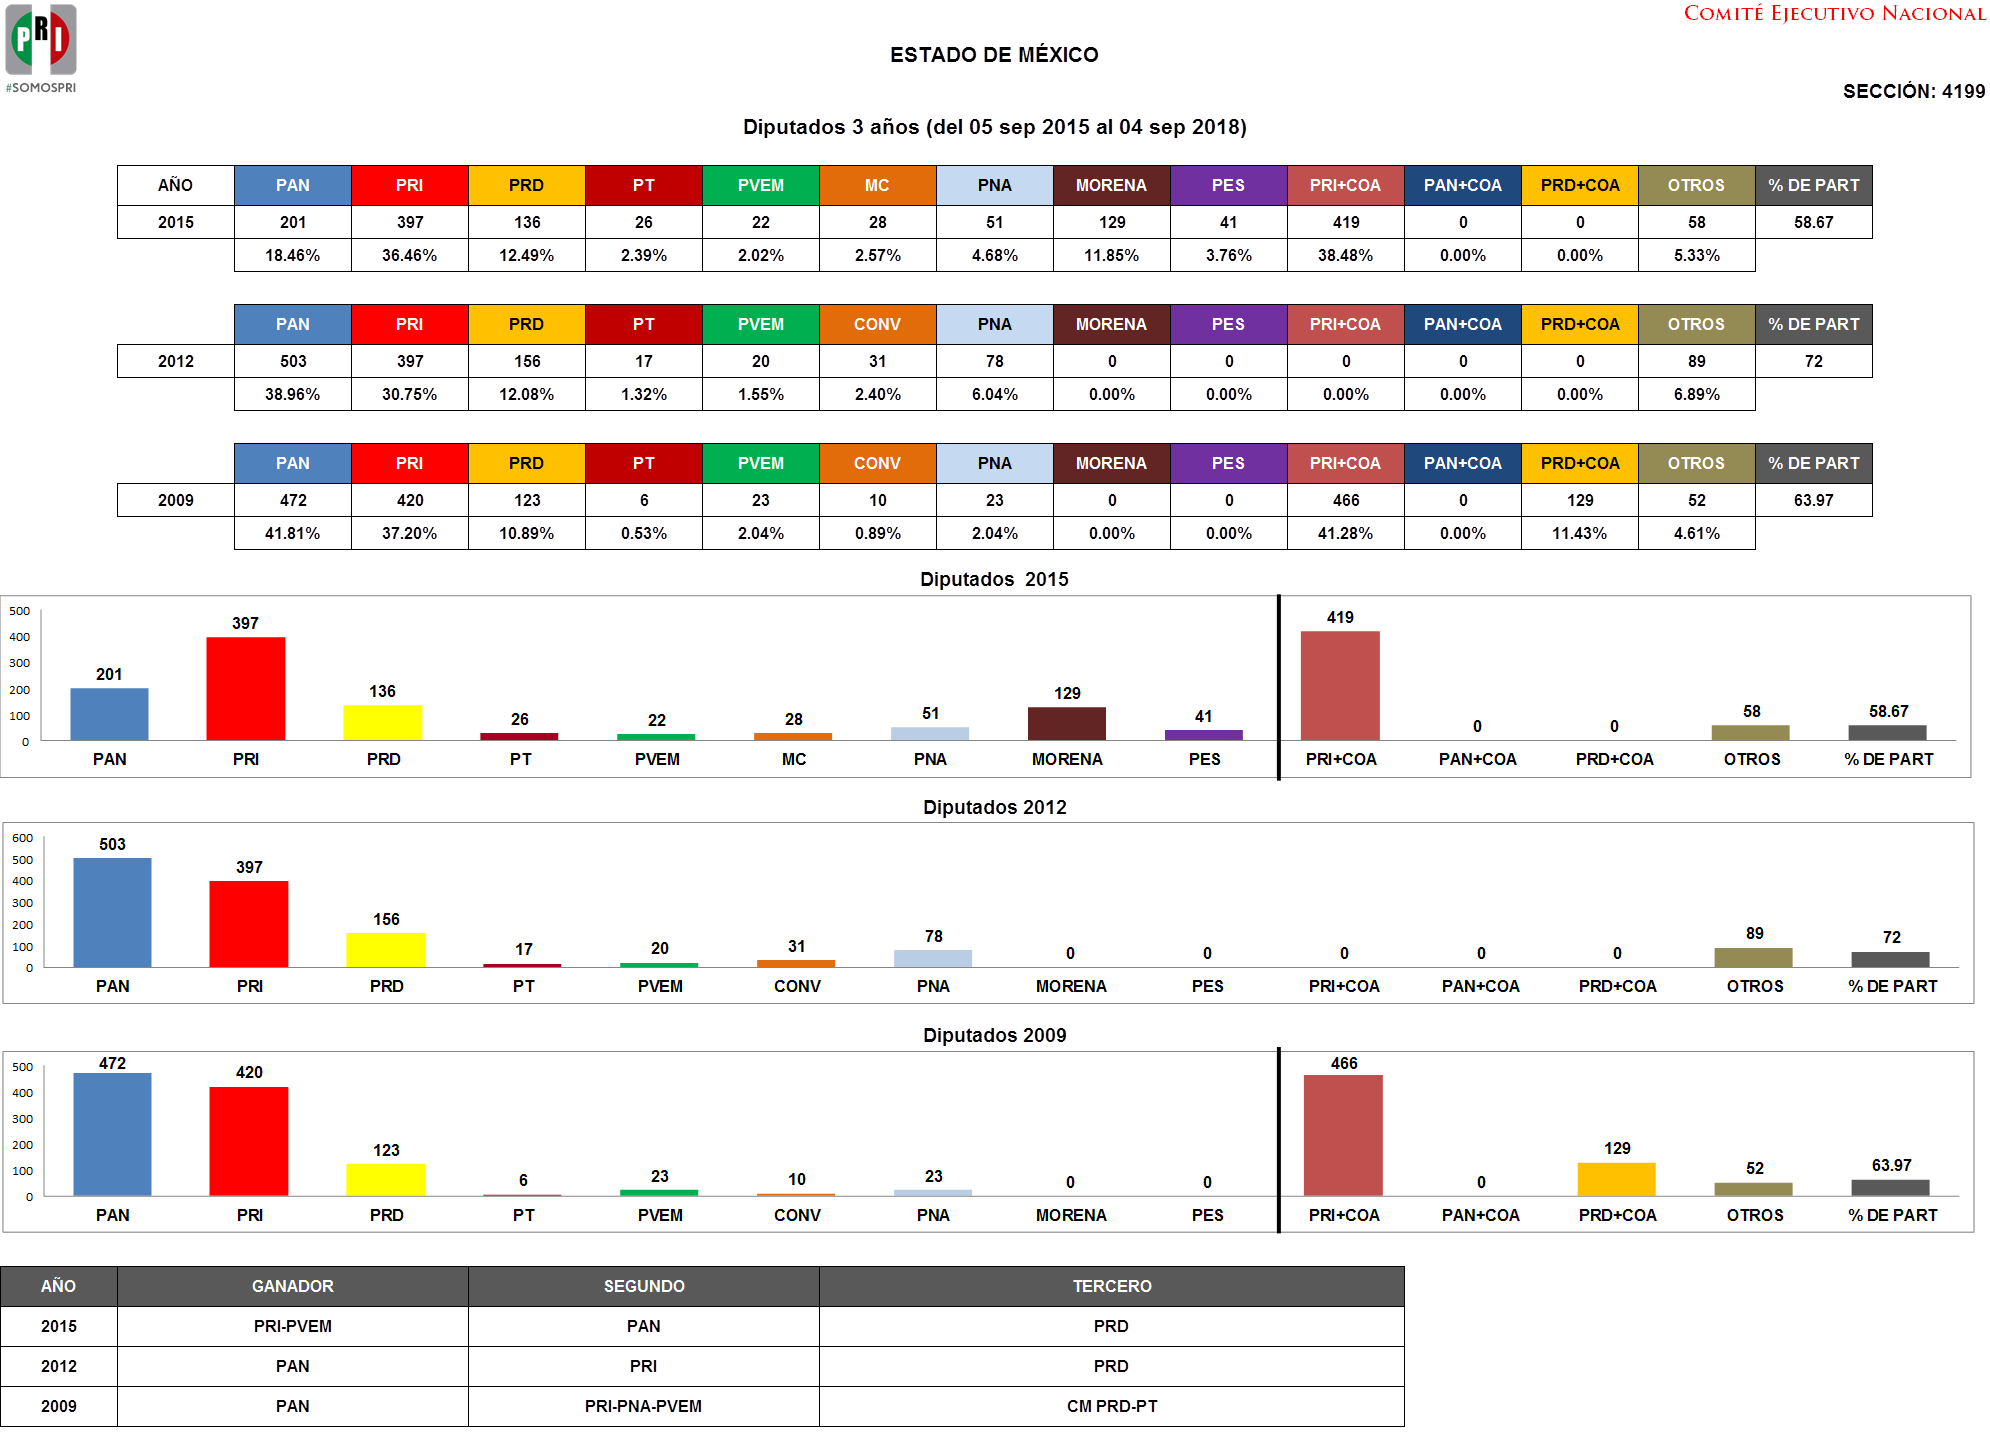 PRI
#SOMOSPRI
COMITÉ EJECUTIVO NACIONAL
ESTADO DE MÉXICO
SECCIÓN: 4199
Diputados 3 años (del 05 sep 2015 al 04 sep 2018)
AÑO PAN PRI PRD PT PVEM MC PNA MORENA PES PRI+COA PAN+COA PRD+COA OTROS % DE PART
2015 201 397 136 26 22 28 51 129 41 419 0 0 58 58.67
18.46% 36.46% 12.49% 2.39% 2.02% 2.57% 4.68% 11.85% 3.76% 38.48% 0.00% 0.00% 5.33%
PAN PRI PRD PT PVEM CONV PNA MORENA PES PRI+COA PAN+COA PRD+COA OTROS % DE PART
2012 503 397 156 17 20 31 78 0 0 0 0 0 89 72
38.96% 30.75% 12.08% 1.32% 1.55% 2.40% 6.04% 0.00% 0.00% 0.00% 0.00% 0.00% 6.89%
PAN PRI PRD PT PVEM CONV PNA MORENA PES PRI+COA PAN+COA PRD+COA OTROS % DE PART
2009 472 420 123 6 23 10 23 0 0 466 0 129 52 63.97
41.81% 37.20% 10.89% 0.53% 2.04% 0.89% 2.04% 0.00% 0.00% 41.28% 0.00% 11.43% 4.61%
Diputados 2015
500
400
300
200
100
0
201 397 136 26 22 28 51 129 41 419 0 0 58 58.67
PAN PRI PRD PT PVEM MC PNA MORENA PES PRI+COA PAN+COA PRD+COA OTROS % DE PART
Diputados 2012
600
500
400
300
200
100
0
503 397 156 17 20 31 78 0 0 0 0 0 89 72
PAN PRI PRD PT PVEM CONV PNA MORENA PES PRI+COA PAN+COA PRD+COA OTROS % DE PART
Diputados 2009
500
400
300
200
100
0
472 420 123 6 23 10 23 0 0 466 0 129 52 63.97
PAN PRI PRD PT PVEM CONV PNA MORENA PES PRI+COA PAN+COA PRD+COA OTROS % DE PART
AÑO GANADOR SEGUNDO TERCERO
2015 PRI-PVEM PAN PRD
2012 PAN PRI PRD
2009 PAN PRI-PNA-PVEM CM PRD-PT